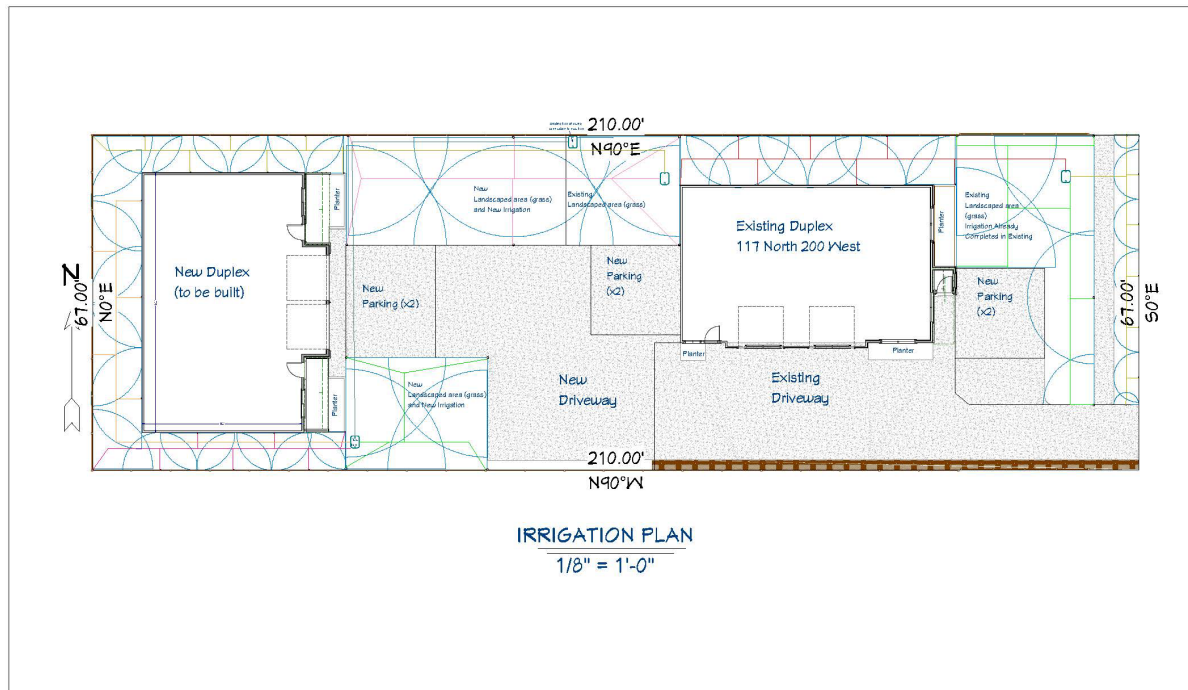 210.00'
N90°E
New
Landscaped area (grass)
and New Irrigation
Existing
Landscaped area (grass)
Planter
Existing Duplex
117 North 200 West
Planter
Existing
Landscaped area
(grass)
Irrigation Already
Completed in Existing
New Duplex
(to be built)
New
Parking (x2)
New
Parking
(x2)
New
Parking
(x2)
Z
67.00'
N0°E
67.00'
S0°E
Planter
Planter
Planter
New
Landscaped area (grass)
and New Irrigation
New
Driveway
Existing
Driveway
210.00'
N90°W
IRRIGATION PLAN
1/8" = 1'-0"